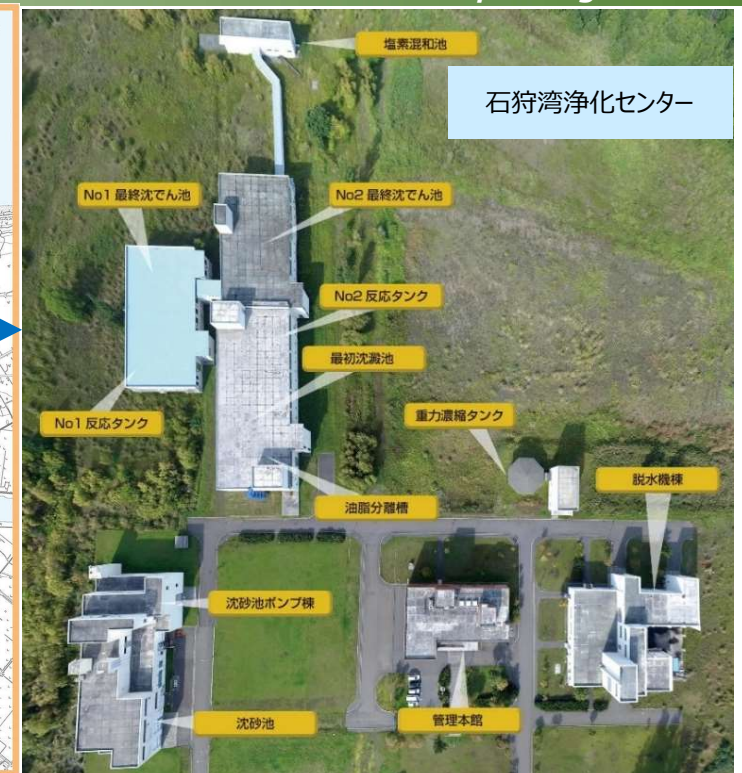 塩素混和池
石狩湾浄化センター
No1 最終沈でん池
No2 最終沈でん池
No2 反応タンク
最初沈澱池
No1 反応タンク
重力濃縮タンク
脱水機棟
油脂分離槽
沈砂池ポンプ棟
沈砂池
管理本館